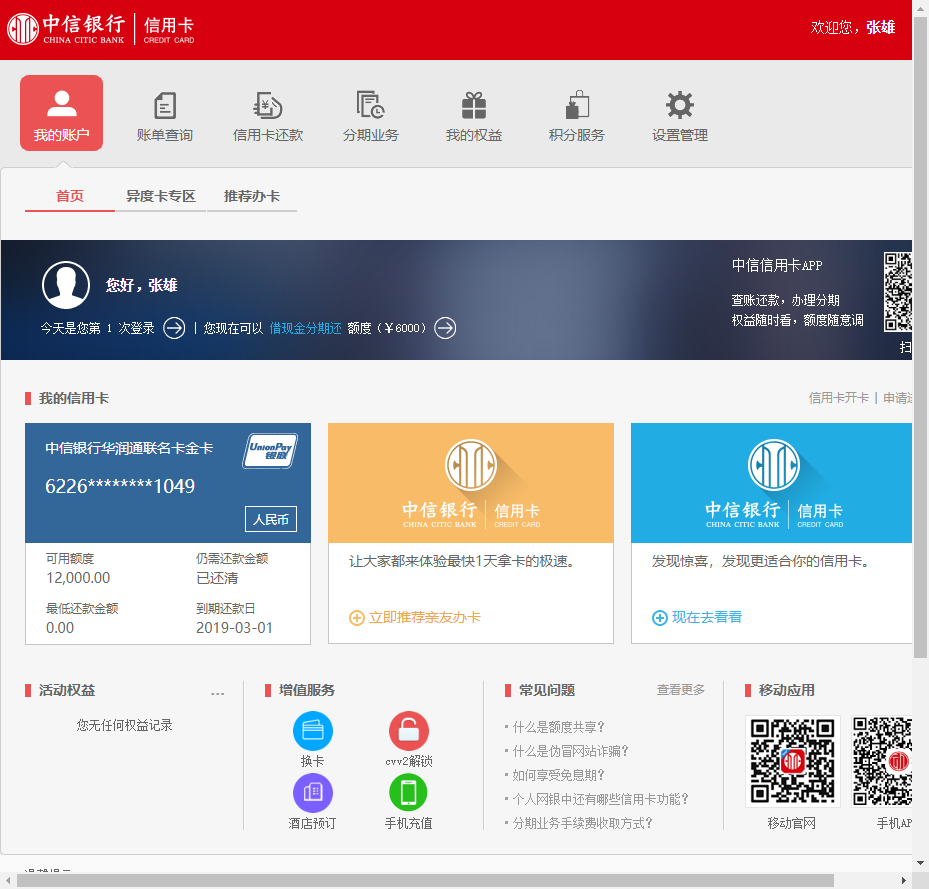 中信银行 信用卡
CHINA CITIC BANK CREDIT CARD
欢迎您，张雄
我的账户 账单查询 信用卡还款 分期业务 我的权益 积分服务 设置管理
首页 异度卡专区 推荐办卡
您好，张雄
今天是您第 1 次登录 | 您现在可以 借现金分期还 额度（￥6000）
中信信用卡APP
查账还款，办理分期
权益随时看，额度随意调
扫
我的信用卡
信用卡开卡 | 申请
中信银行华润通联名卡金卡
UnionPay
银联
6226********1049
人民币
可用额度 仍需还款金额
12,000.00 已还清
最低还款金额 到期还款日
0.00 2019-03-01
中信银行 信用卡
CHINA CITIC BANK CREDIT CARD
让大家都来体验最快1天拿卡的极速。
立即推荐亲友办卡
中信银行 信用卡
CHINA CITIC BANK CREDIT CARD
发现惊喜，发现更适合你的信用卡。
现在去看看
活动权益 ...
您无任何权益记录
增值服务
换卡 cvv2解锁
酒店预订 手机充值
常见问题 查看更多
· 什么是额度共享？
· 什么是伪冒网站诈骗？
· 如何享受免息期？
· 个人网银中还有哪些信用卡功能？
· 分期业务手续费收取方式？
移动应用
移动官网 手机AP